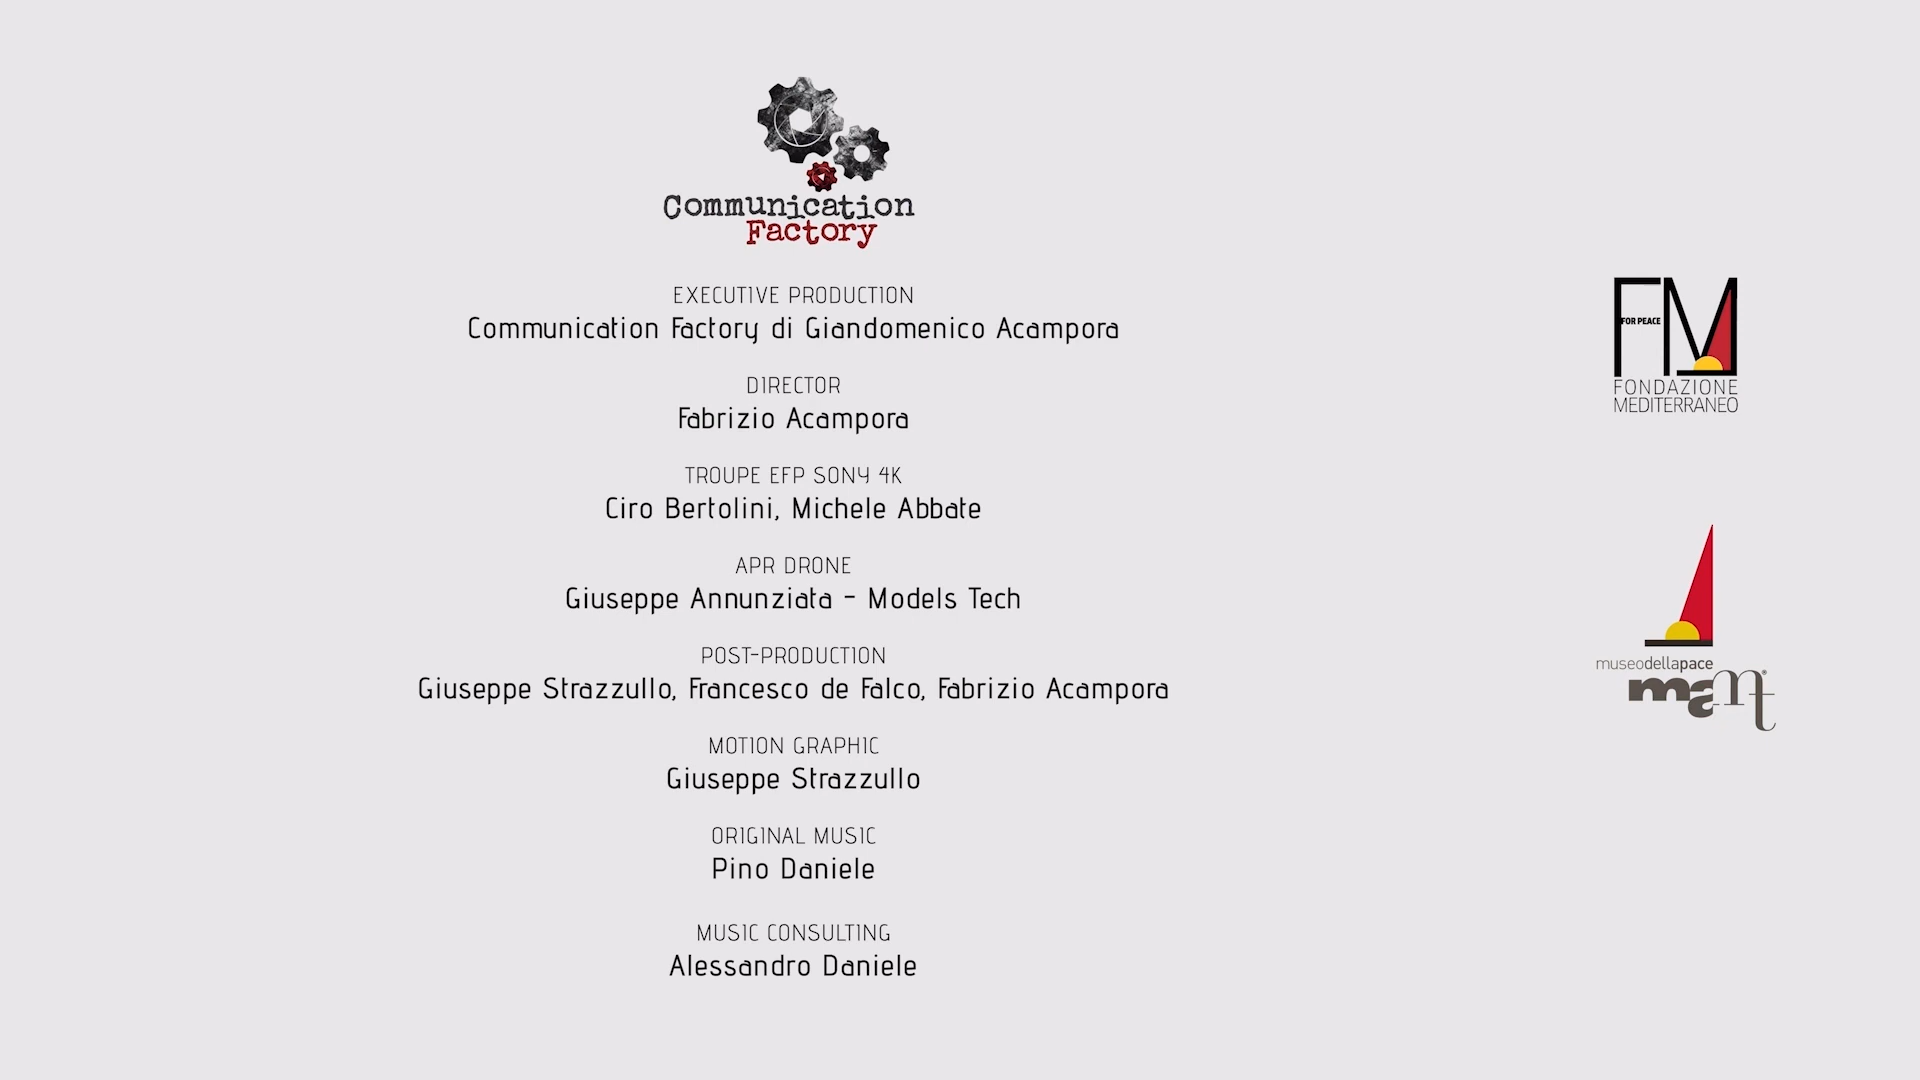 Communication
Factory
EXECUTIVE PRODUCTION
Communication Factory di Giandomenico Acampora
DIRECTOR
Fabrizio Acampora
TROUPE EFP SONY 4K
Ciro Bertolini, Michele Abbate
APR DRONE
Giuseppe Annunziata - Models Tech
POST-PRODUCTION
Giuseppe Strazzullo, Francesco de Falco, Fabrizio Acampora
MOTION GRAPHIC
Giuseppe Strazzullo
ORIGINAL MUSIC
Pino Daniele
MUSIC CONSULTING
Alessandro Daniele
FM
FOR PEACE
FONDAZIONE
MEDITERRANEO
museodellapace
mamt